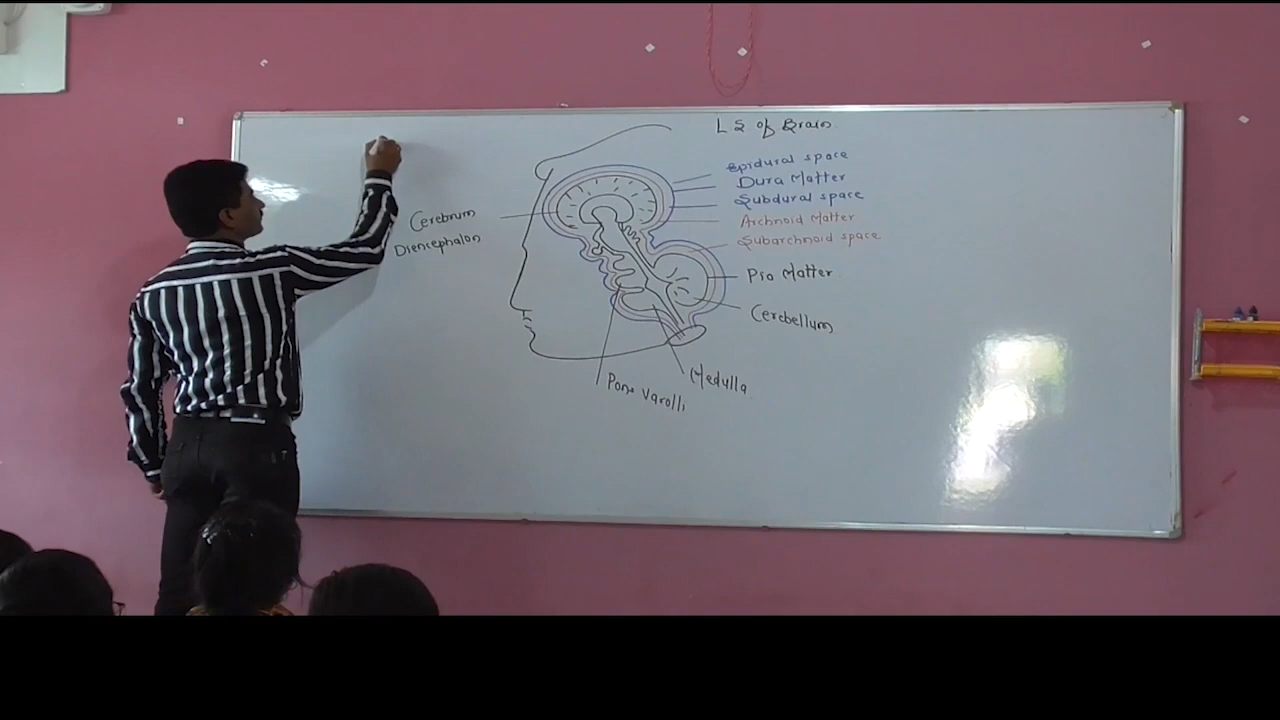 L S of Brain
Epidural space
Dura Matter
Subdural space
Archnoid Matter
Subarchnoid space
Pia Matter
Cerebellum
Medulla
Pons Varolli
Cerebrum
Diencephalon